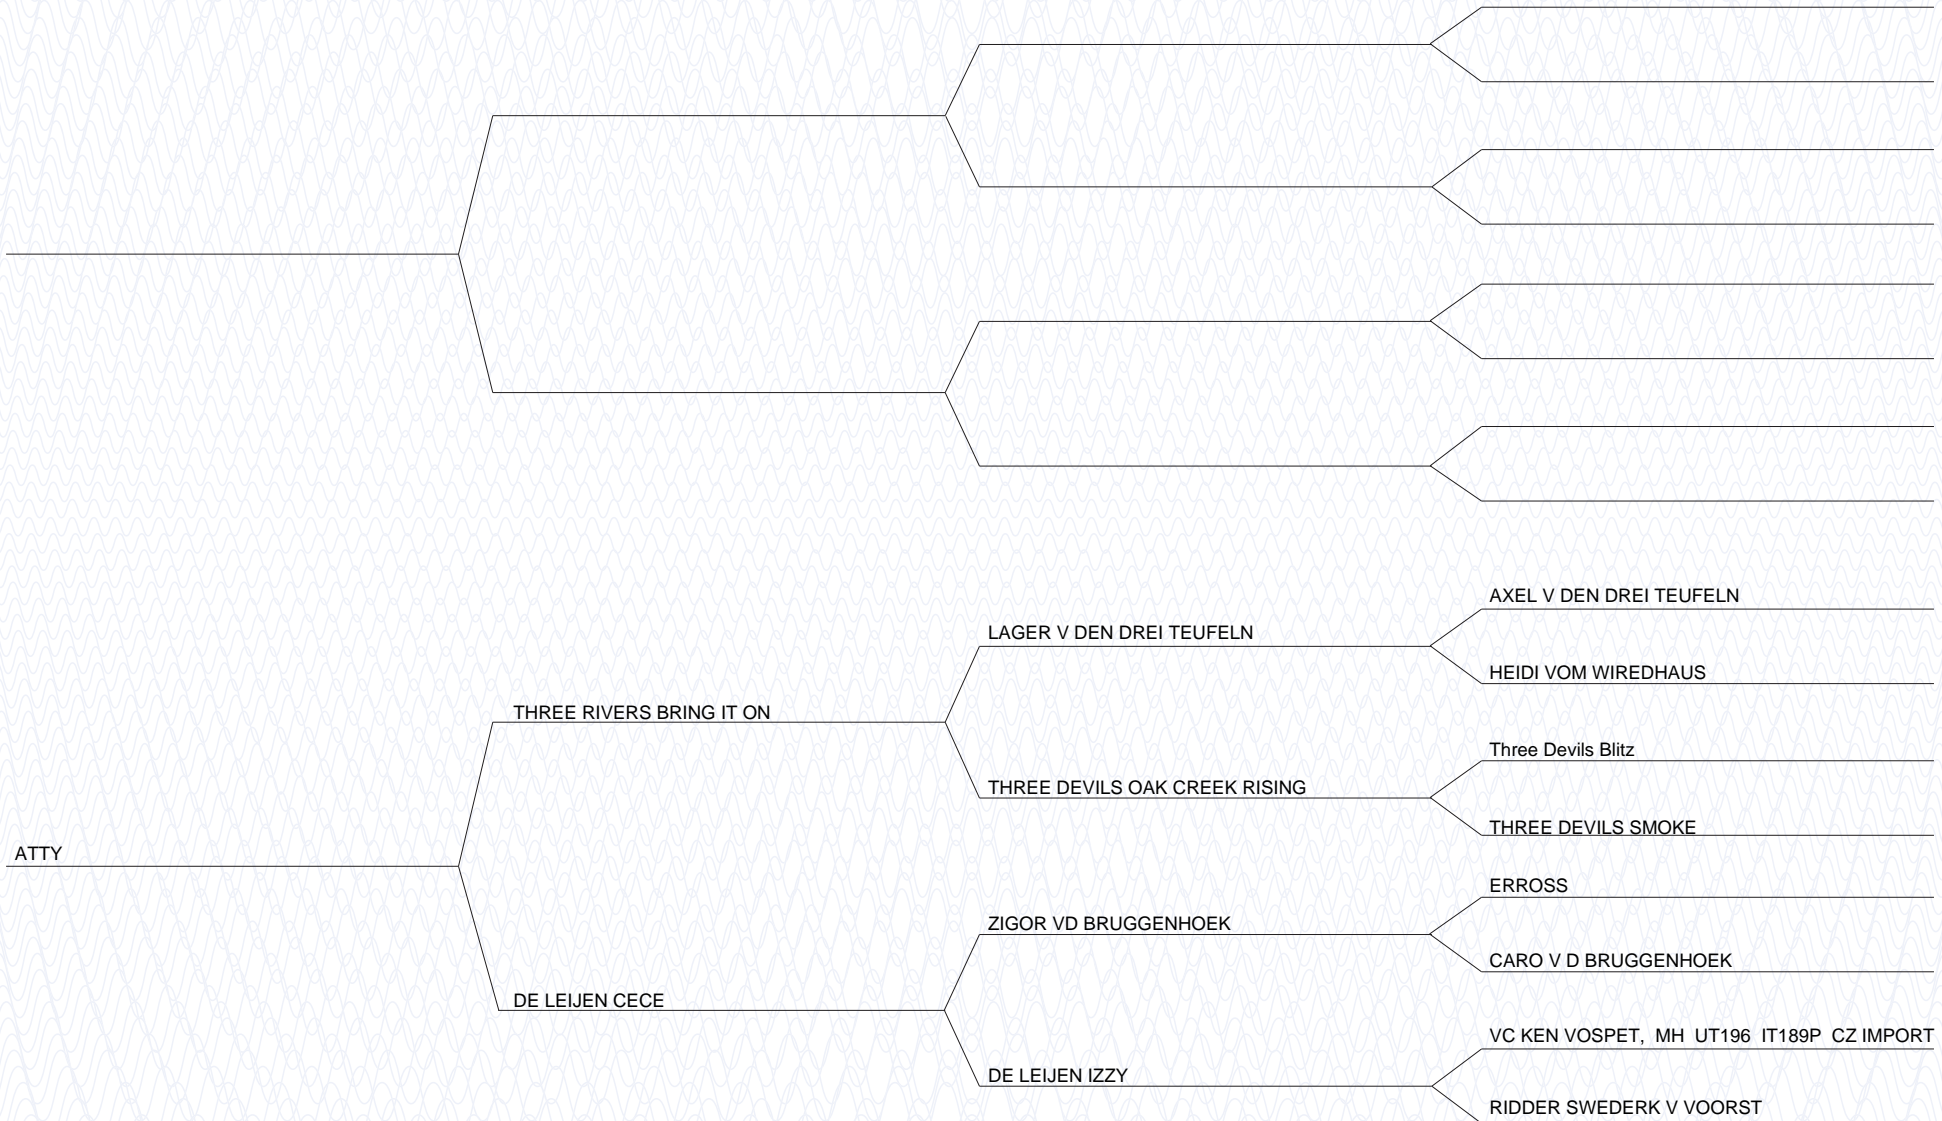 AXEL V DEN DREI TEUFELN
LAGER V DEN DREI TEUFELN
HEIDI VOM WIREDHAUS
THREE RIVERS BRING IT ON
Three Devils Blitz
THREE DEVILS OAK CREEK RISING
THREE DEVILS SMOKE
ATTY
ERROSS
ZIGOR VD BRUGGENHOEK
CARO V D BRUGGENHOEK
DE LEIJEN CECE
VC KEN VOSPET, MH UT196 IT189P CZ IMPORT
DE LEIJEN IZZY
RIDDER SWEDERK V VOORST